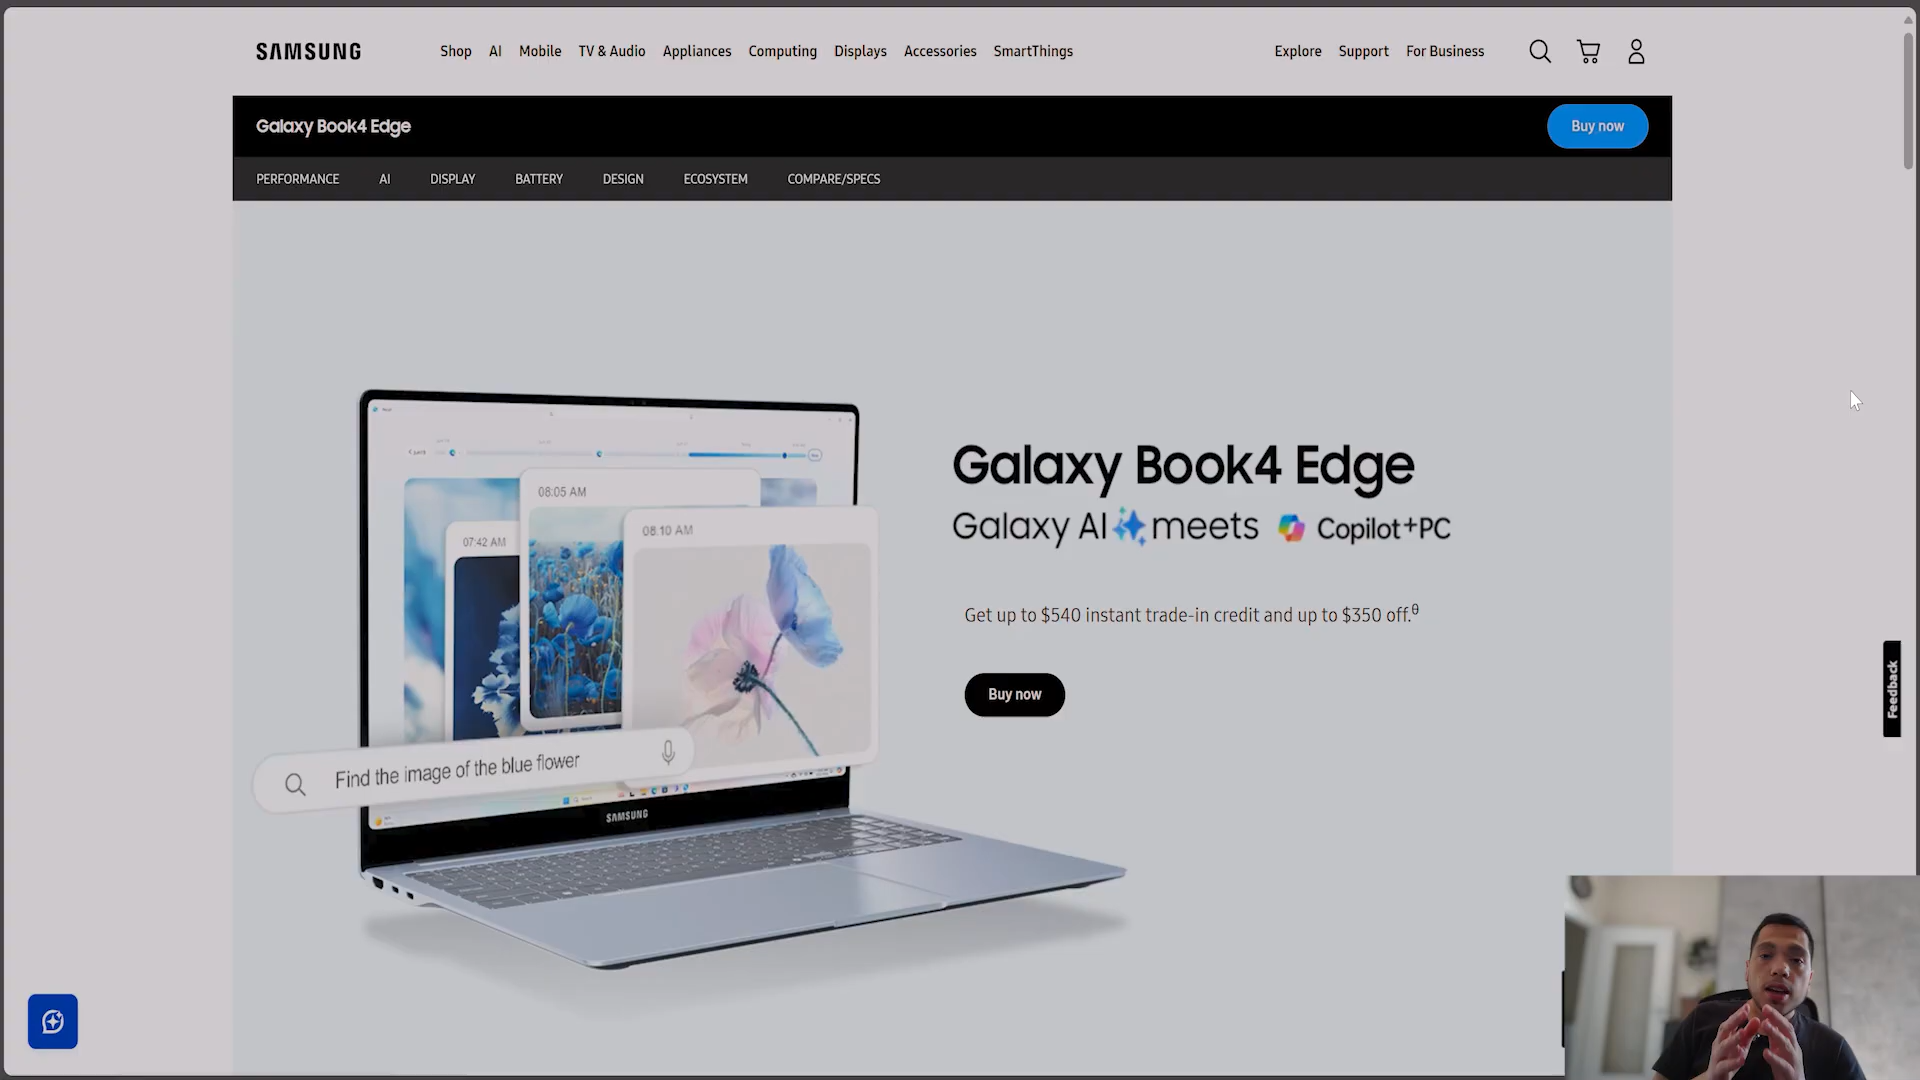 SAMSUNG
Shop AI Mobile TV & Audio Appliances Computing Displays Accessories SmartThings
Explore Support For Business
Galaxy Book4 Edge
Buy now
PERFORMANCE AI DISPLAY BATTERY DESIGN ECOSYSTEM COMPARE/SPECS
08:05 AM
08:10 AM
07:42 AM
Find the image of the blue flower
SAMSUNG
Galaxy Book4 Edge
Galaxy AI meets Copilot+PC
Get up to $540 instant trade-in credit and up to $350 off.θ
Buy now
Feedback